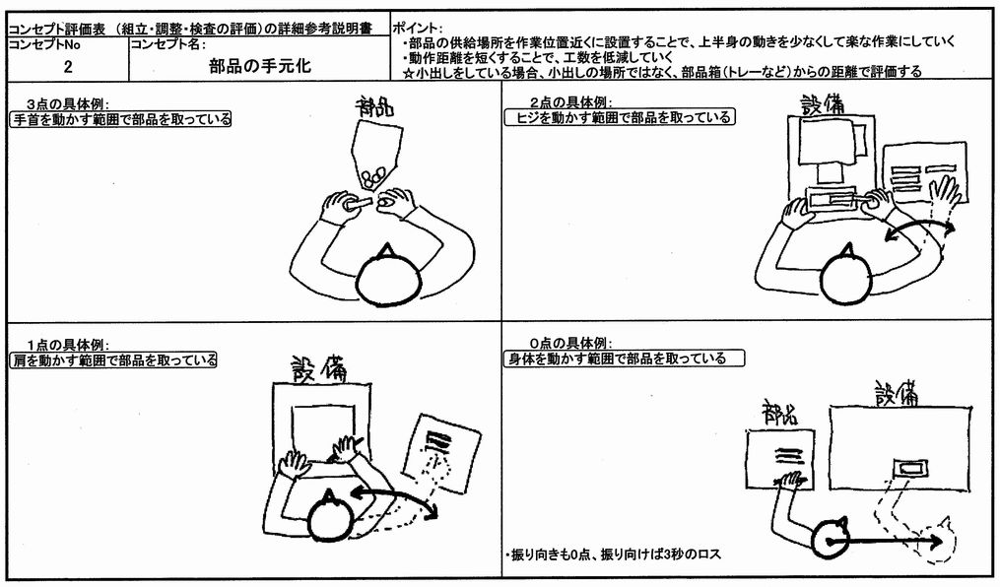 コンセプト評価表　(組立・調整・検査の評価)の詳細参考説明書
コンセプトNo
コンセプト名:
2
部品の手元化
ポイント:
・部品の供給場所を作業位置近くに設置することで、上半身の動きを少なくして楽な作業にしていく
・動作距離を短くすることで、工数を低減していく
☆小出しをしている場合、小出しの場所ではなく、部品箱(トレーなど)からの距離で評価する
3点の具体例:
手首を動かす範囲で部品を取っている
部品
2点の具体例:
ヒジを動かす範囲で部品を取っている
設備
1点の具体例:
肩を動かす範囲で部品を取っている
設備
0点の具体例:
身体を動かす範囲で部品を取っている
部品
設備
・振り向きも0点、振り向けば3秒のロス